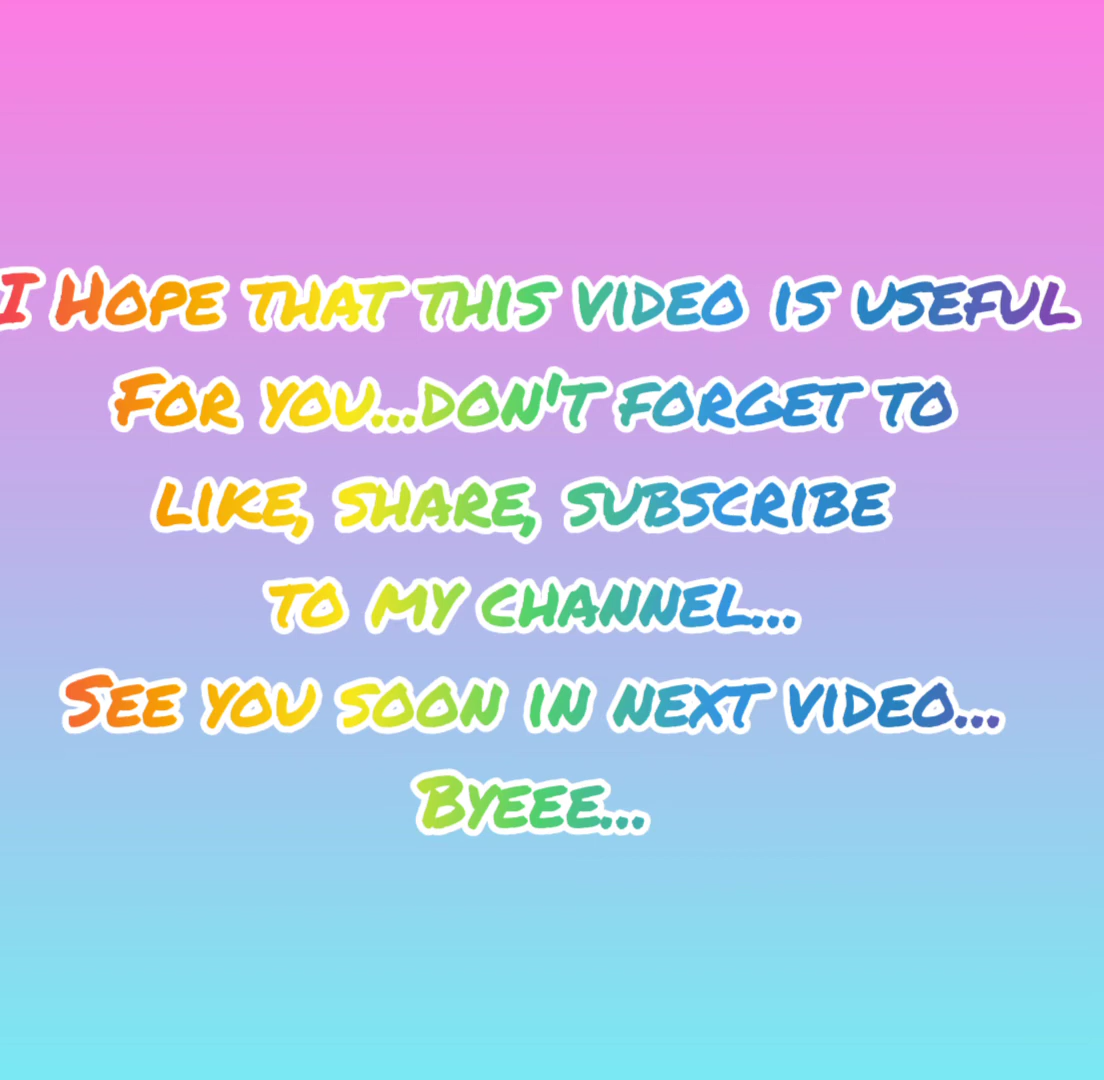 I Hope that this video is useful
For you...don't forget to
like, share, subscribe
to my channel...
See you soon in next video...
Byeee...